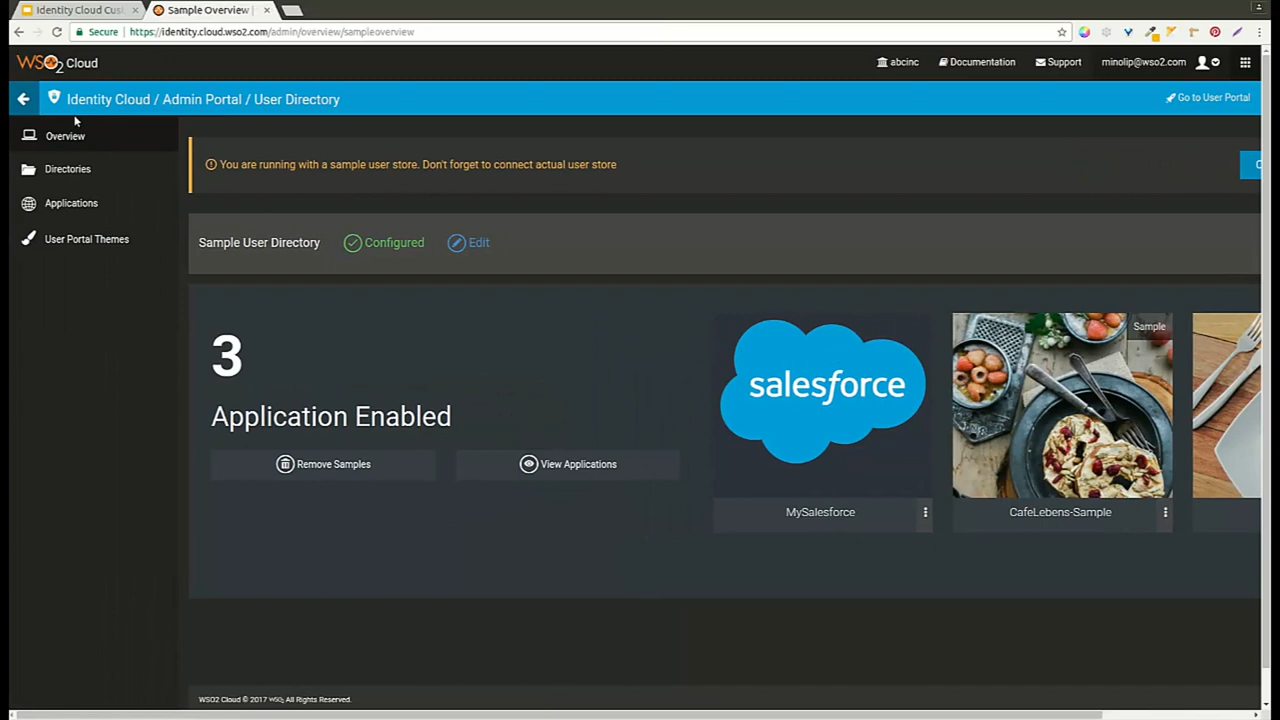 Identity Cloud Cus
Sample Overview
Secure
https://identity.cloud.wso2.com/admin/overview/sampleoverview
WSO2 Cloud
abcinc
Documentation
Support
minolip@wso2.com
Identity Cloud / Admin Portal / User Directory
Go to User Portal
Overview
Directories
Applications
User Portal Themes
You are running with a sample user store. Don't forget to connect actual user store
Sample User Directory
Configured
Edit
3
Application Enabled
Remove Samples
View Applications
salesforce
Sample
MySalesforce
CafeLebens-Sample
WSO2 Cloud © 2017 WSO2 All Rights Reserved.